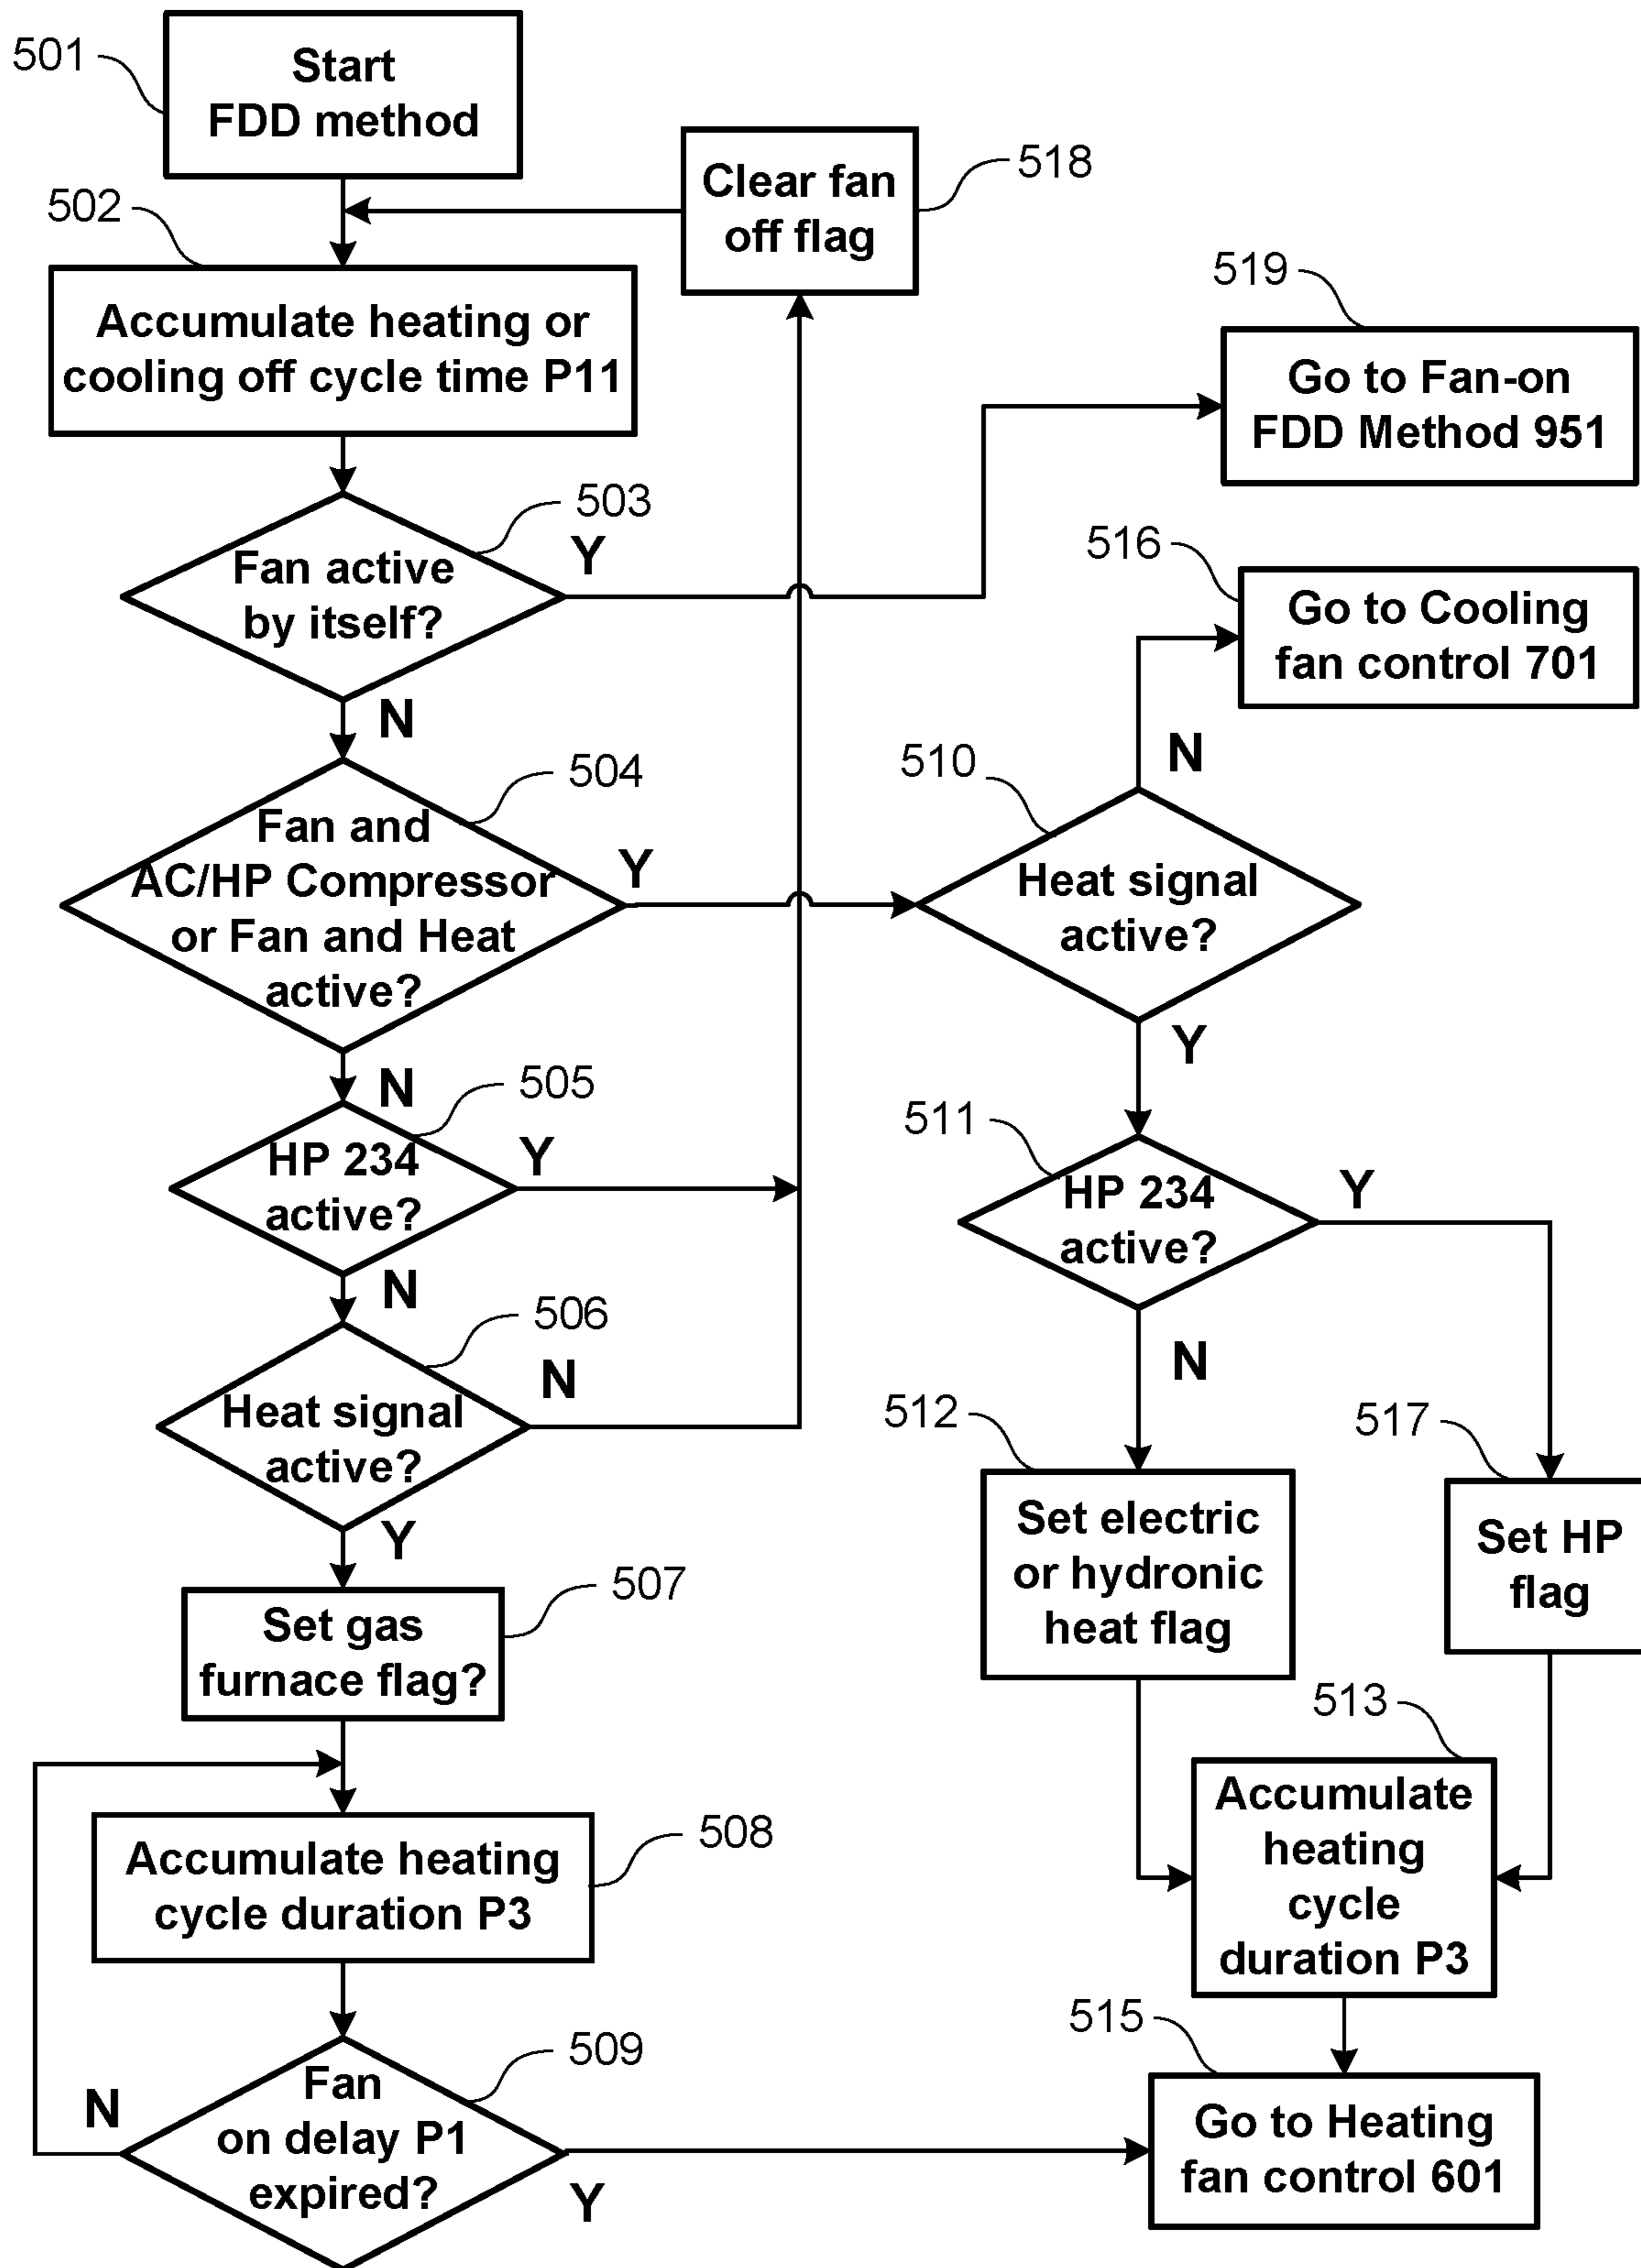 501
Start
FDD method
518
Clear fan
off flag
502
Accumulate heating or
cooling off cycle time P11
519
Go to Fan-on
FDD Method 951
503
Fan active
by itself?
Y
N
516
Go to Cooling
fan control 701
504
Fan and
AC/HP Compressor
or Fan and Heat
active?
Y
N
510
Heat signal
active?
N
Y
505
HP 234
active?
Y
N
511
HP 234
active?
Y
N
506
Heat signal
active?
N
Y
512
Set electric
or hydronic
heat flag
517
Set HP
flag
507
Set gas
furnace flag?
513
Accumulate
heating
cycle
duration P3
508
Accumulate heating
cycle duration P3
509
Fan
on delay P1
expired?
N
Y
515
Go to Heating
fan control 601